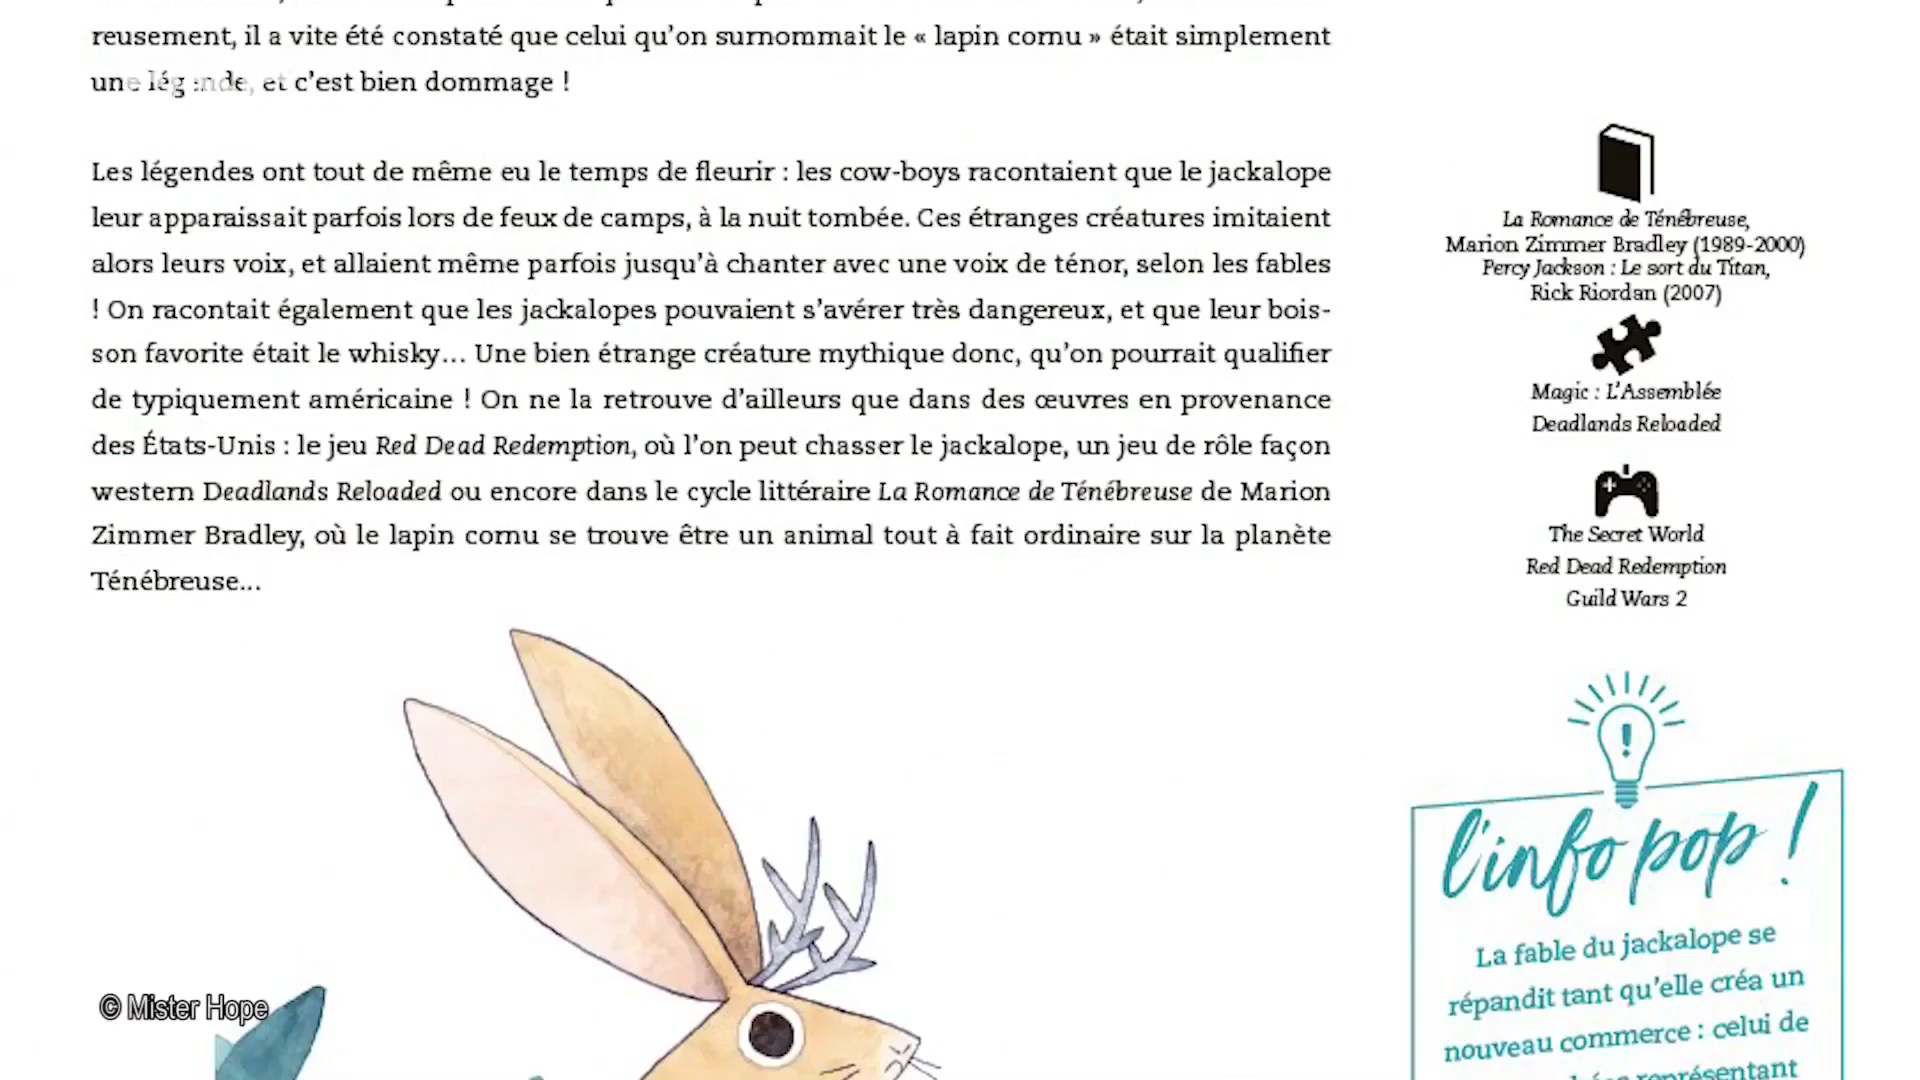 reusement, il a vite été constaté que celui qu'on surnommait le « lapin cornu » était simplement
une légende, et c'est bien dommage !
Les légendes ont tout de même eu le temps de fleurir : les cow-boys racontaient que le jackalope
leur apparaissait parfois lors de feux de camps, à la nuit tombée. Ces étranges créatures imitaient
alors leurs voix, et allaient même parfois jusqu'à chanter avec une voix de ténor, selon les fables
! On racontait également que les jackalopes pouvaient s'avérer très dangereux, et que leur bois-
son favorite était le whisky... Une bien étrange créature mythique donc, qu'on pourrait qualifier
de typiquement américaine ! On ne la retrouve d'ailleurs que dans des œuvres en provenance
des États-Unis : le jeu Red Dead Redemption, où l'on peut chasser le jackalope, un jeu de rôle façon
western Deadlands Reloaded ou encore dans le cycle littéraire La Romance de Ténébreuse de Marion
Zimmer Bradley, où le lapin cornu se trouve être un animal tout à fait ordinaire sur la planète
Ténébreuse...
La Romance de Ténébreuse,
Marion Zimmer Bradley (1989-2000)
Percy Jackson : Le sort du Titan,
Rick Riordan (2007)
Magic : L'Assemblée
Deadlands Reloaded
The Secret World
Red Dead Redemption
Guild Wars 2
l'info pop !
La fable du jackalope se
répandit tant qu'elle créa un
nouveau commerce : celui de
représentant
© Mister Hope